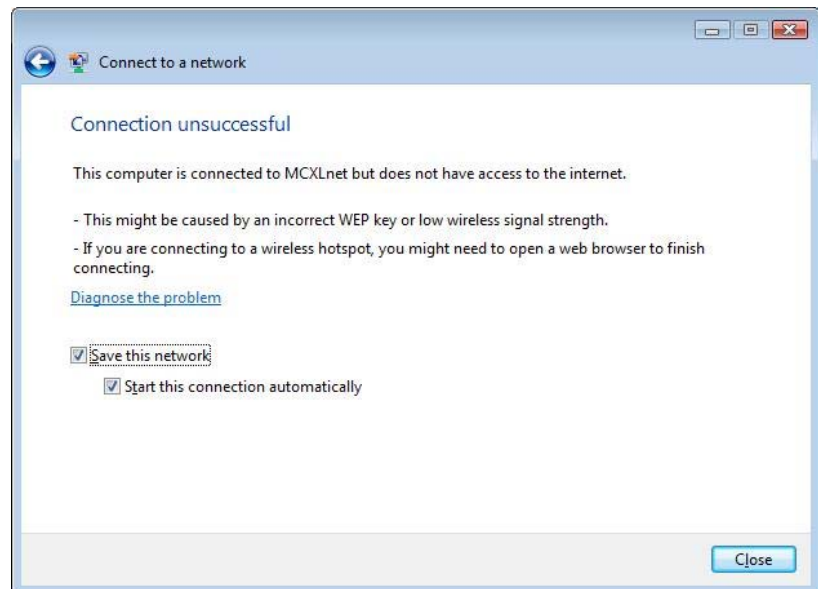 Connect to a network
Connection unsuccessful
This computer is connected to MCXLnet but does not have access to the internet.
- This might be caused by an incorrect WEP key or low wireless signal strength.
- If you are connecting to a wireless hotspot, you might need to open a web browser to finish
connecting.
Diagnose the problem
Save this network
Start this connection automatically
Close